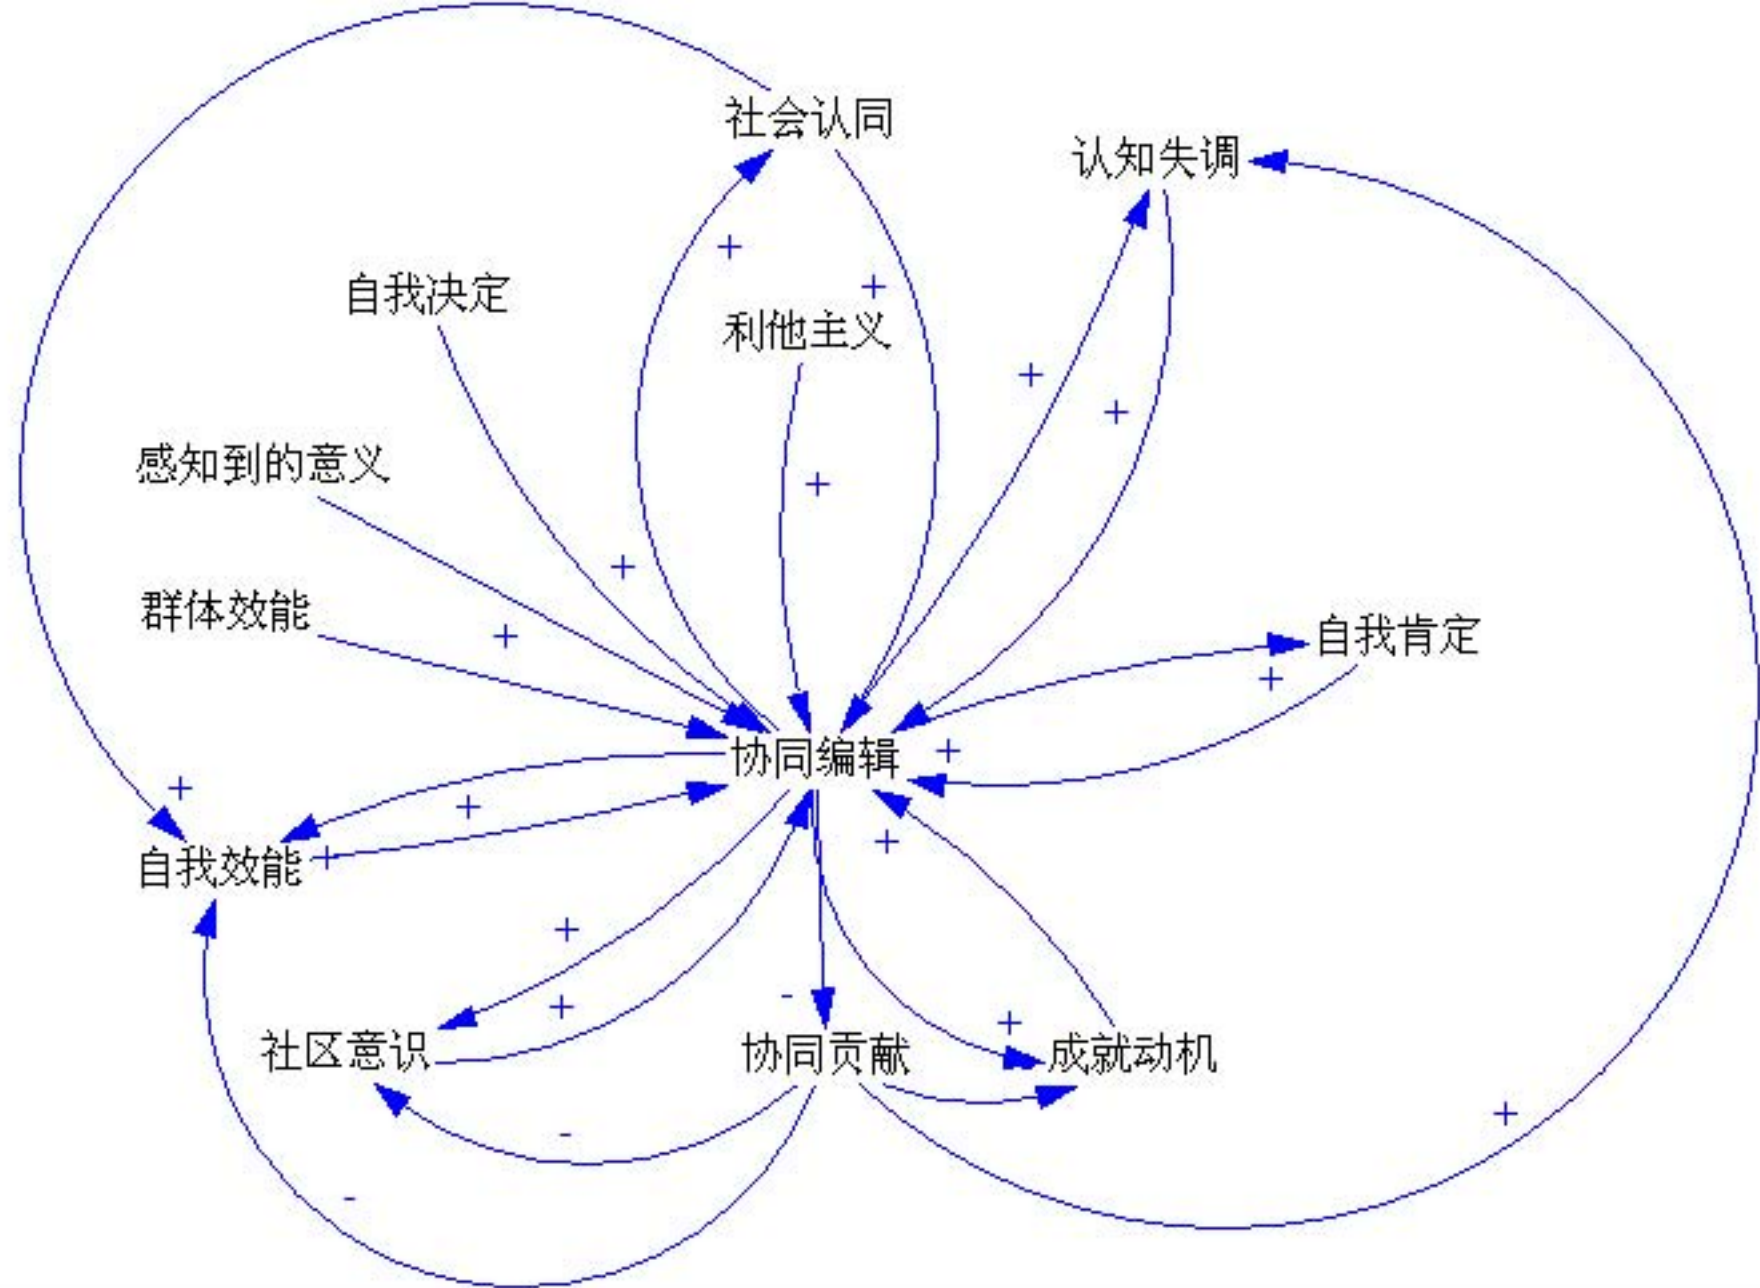 社会认同
认知失调
+
自我决定
+
利他主义
+
+
感知到的意义
+
+
群体效能
+
自我肯定
+
协同编辑
+
+
+
+
自我效能
+
+
-
+
+
社区意识
协同贡献
成就动机
+
-
-